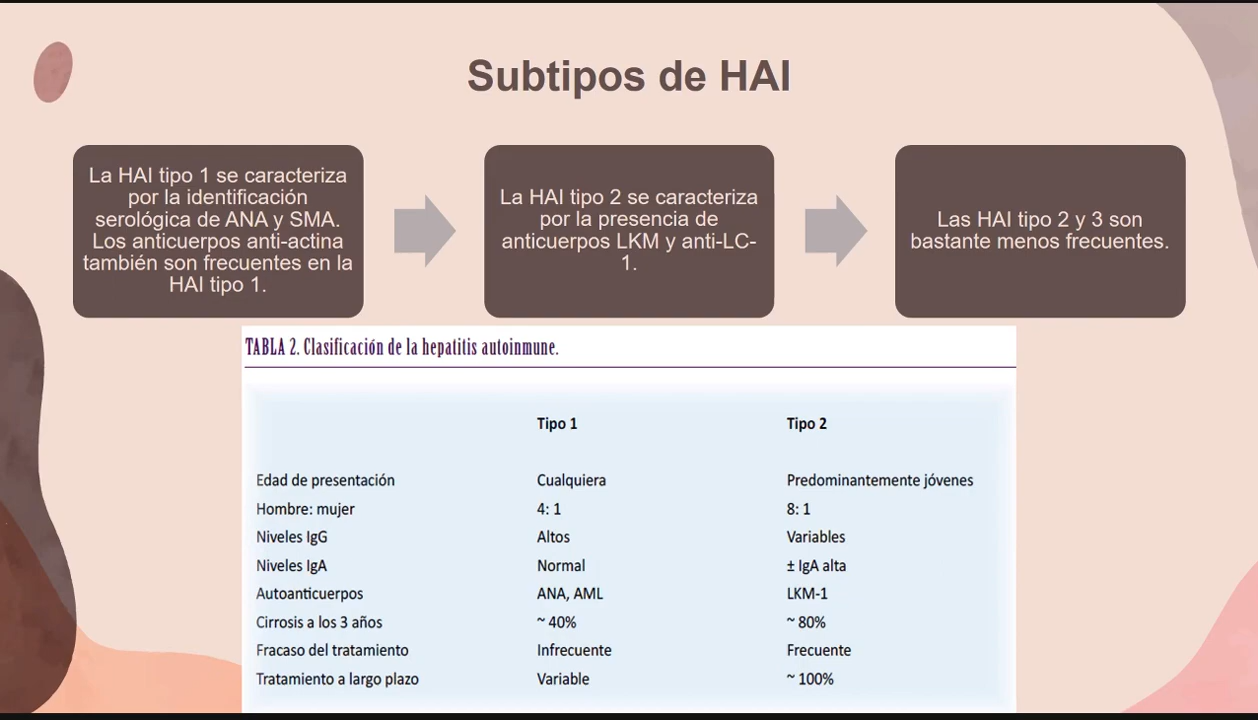 Subtipos de HAI
La HAI tipo 1 se caracteriza
por la identificación
serológica de ANA y SMA.
Los anticuerpos anti-actina
también son frecuentes en la
HAI tipo 1.
La HAI tipo 2 se caracteriza
por la presencia de
anticuerpos LKM y anti-LC-
1.
Las HAI tipo 2 y 3 son
bastante menos frecuentes.
TABLA 2. Clasificación de la hepatitis autoinmune.
Tipo 1 Tipo 2
Edad de presentación Cualquiera Predominantemente jóvenes
Hombre: mujer 4: 1 8: 1
Niveles IgG Altos Variables
Niveles IgA Normal ± IgA alta
Autoanticuerpos ANA, AML LKM-1
Cirrosis a los 3 años ~ 40% ~ 80%
Fracaso del tratamiento Infrecuente Frecuente
Tratamiento a largo plazo Variable ~ 100%